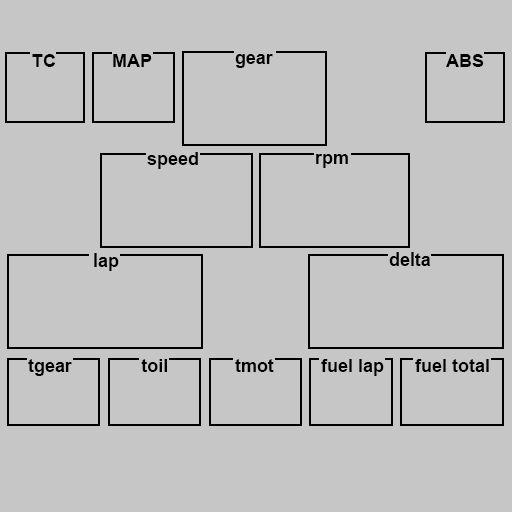 TC MAP gear ABS
speed rpm
lap delta
tgear toil tmot fuel lap fuel total